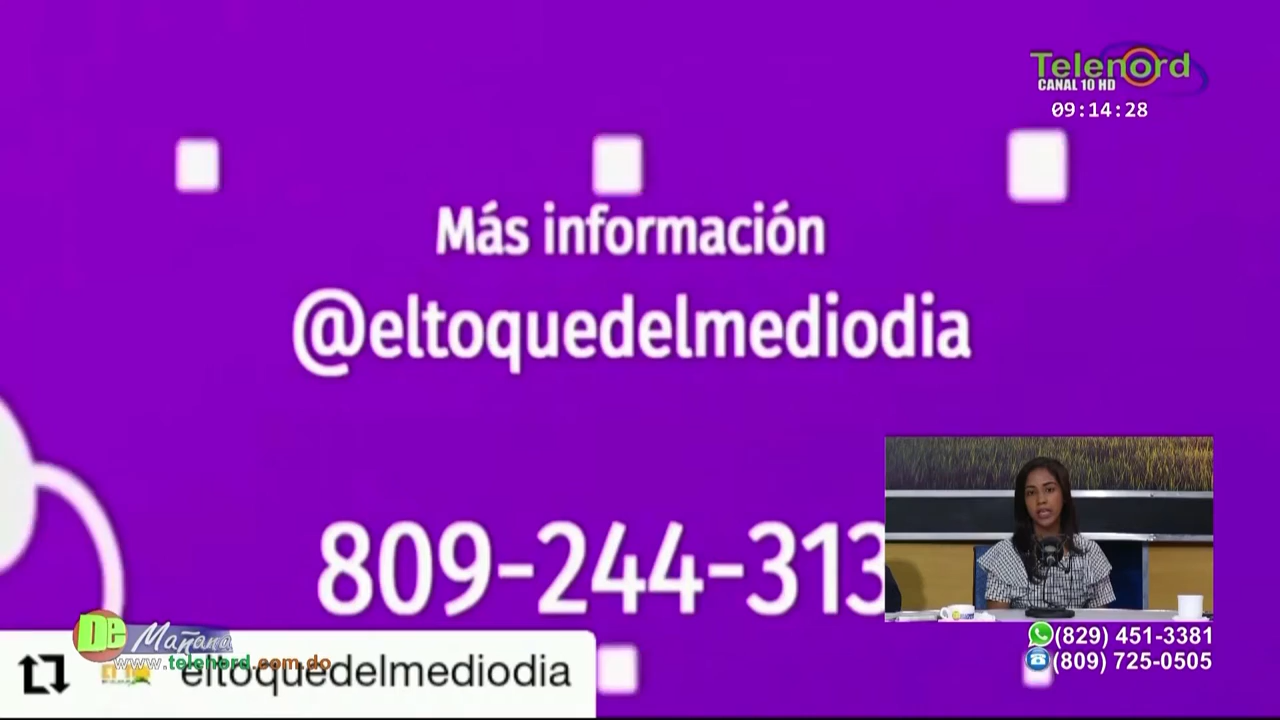 Telenord
CANAL 10 HD
09:14:28
Más información
@eltoquedelmediodia
809-244-313
De Mañana
www.telenord.com.do
eltoquedelmediodia
(829) 451-3381
(809) 725-0505